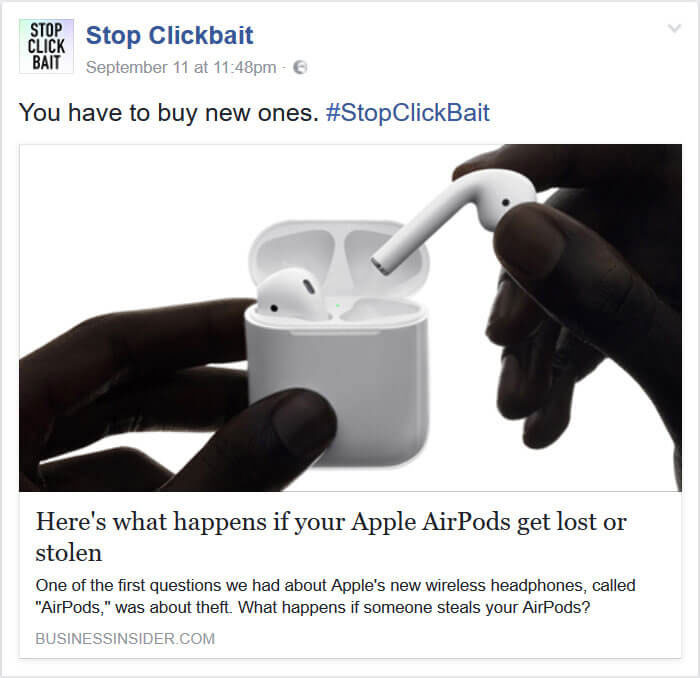 STOP
CLICK
BAIT
Stop Clickbait
September 11 at 11:48pm ·
You have to buy new ones. #StopClickBait
Here's what happens if your Apple AirPods get lost or
stolen
One of the first questions we had about Apple's new wireless headphones, called
"AirPods," was about theft. What happens if someone steals your AirPods?
BUSINESSINSIDER.COM